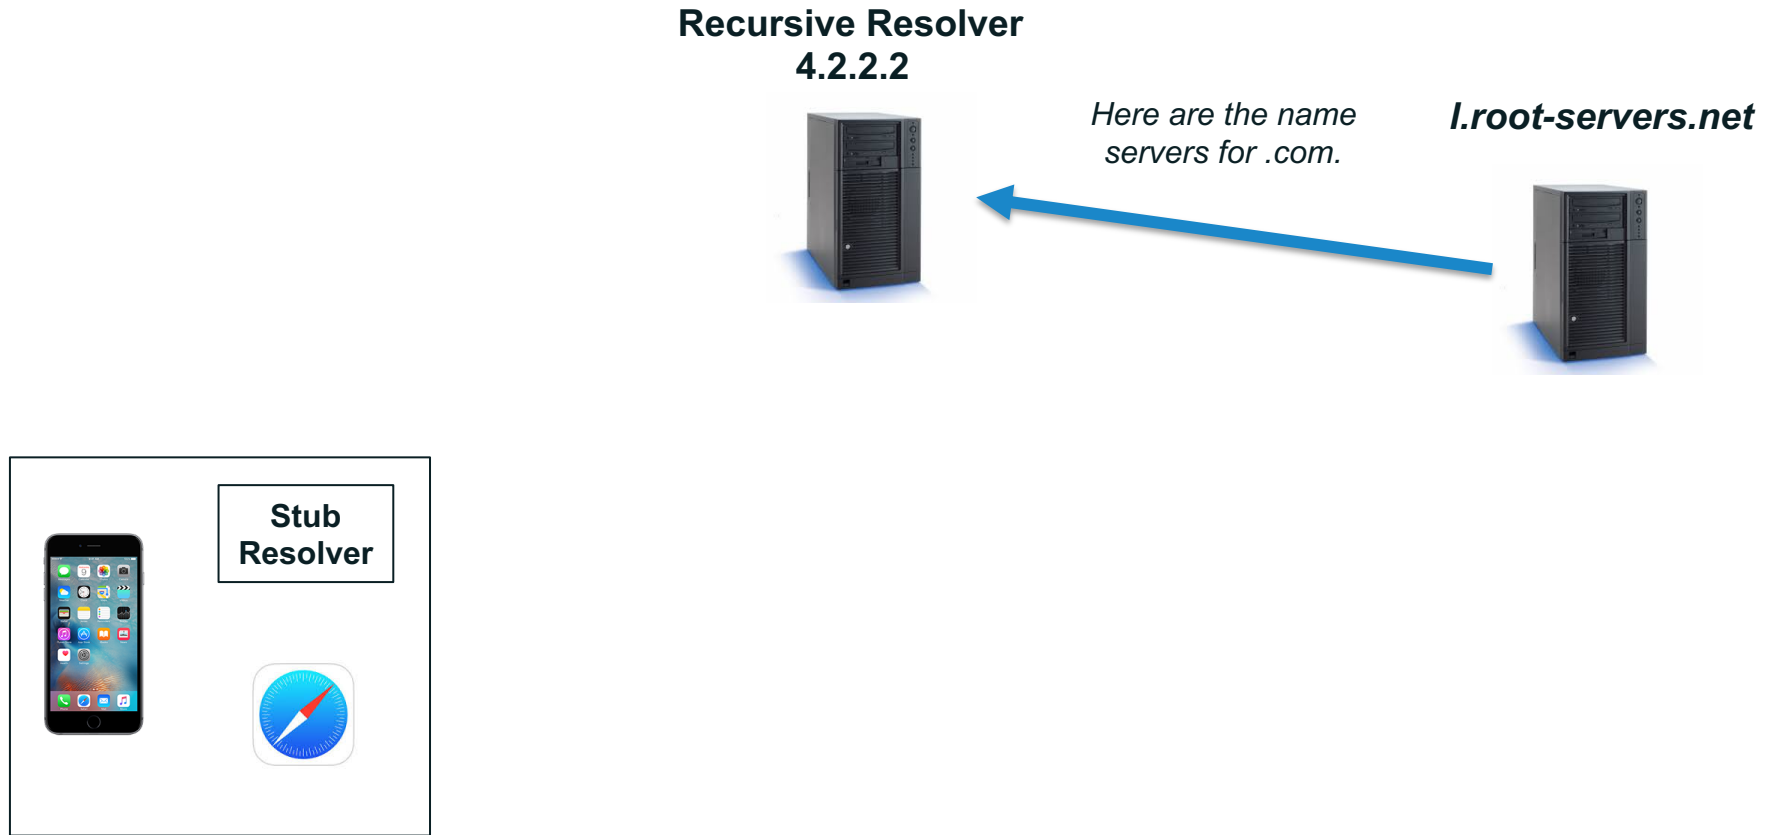 Recursive Resolver
4.2.2.2
Here are the name
servers for .com.
l.root-servers.net
Stub
Resolver